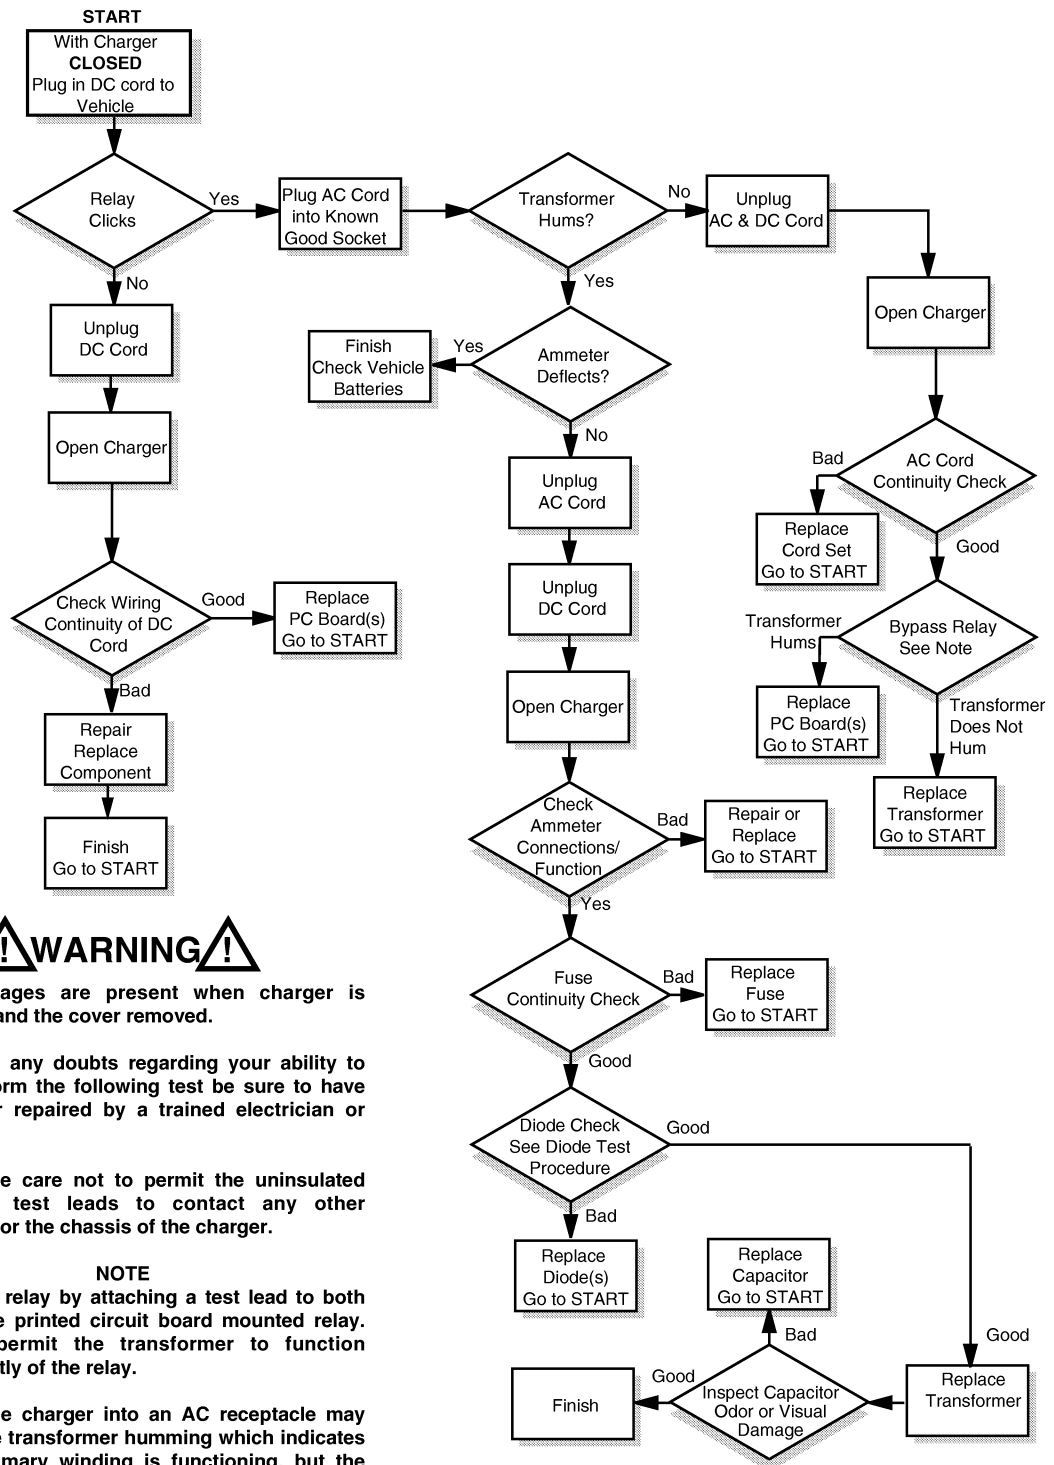 START
With Charger
CLOSED
Plug in DC cord to
Vehicle
Relay
Clicks
Yes
Plug AC Cord
into Known
Good Socket
Transformer
Hums?
No
Unplug
AC & DC Cord
Open Charger
No
Unplug
DC Cord
Open Charger
Check Wiring
Continuity of DC
Cord
Good
Replace
PC Board(s)
Go to START
Bad
Repair
Replace
Component
Finish
Go to START
Yes
Ammeter
Deflects?
Yes
Finish
Check Vehicle
Batteries
No
Unplug
AC Cord
Unplug
DC Cord
Open Charger
Check
Ammeter
Connections/
Function
Bad
Repair or
Replace
Go to START
Yes
Fuse
Continuity Check
Bad
Replace
Fuse
Go to START
Good
Diode Check
See Diode Test
Procedure
Good
Bad
Replace
Diode(s)
Go to START
AC Cord
Continuity Check
Bad
Replace
Cord Set
Go to START
Good
Bypass Relay
See Note
Transformer
Hums
Replace
PC Board(s)
Go to START
Transformer
Does Not
Hum
Replace
Transformer
Go to START
Good
Replace
Transformer
Inspect Capacitor
Odor or Visual
Damage
Bad
Replace
Capacitor
Go to START
Good
Finish
! WARNING !
ages are present when charger is
and the cover removed.
any doubts regarding your ability to
orm the following test be sure to have
r repaired by a trained electrician or
e care not to permit the uninsulated
test leads to contact any other
or the chassis of the charger.
NOTE
relay by attaching a test lead to both
e printed circuit board mounted relay.
permit the transformer to function
tly of the relay.
e charger into an AC receptacle may
e transformer humming which indicates
mary winding is functioning, but the